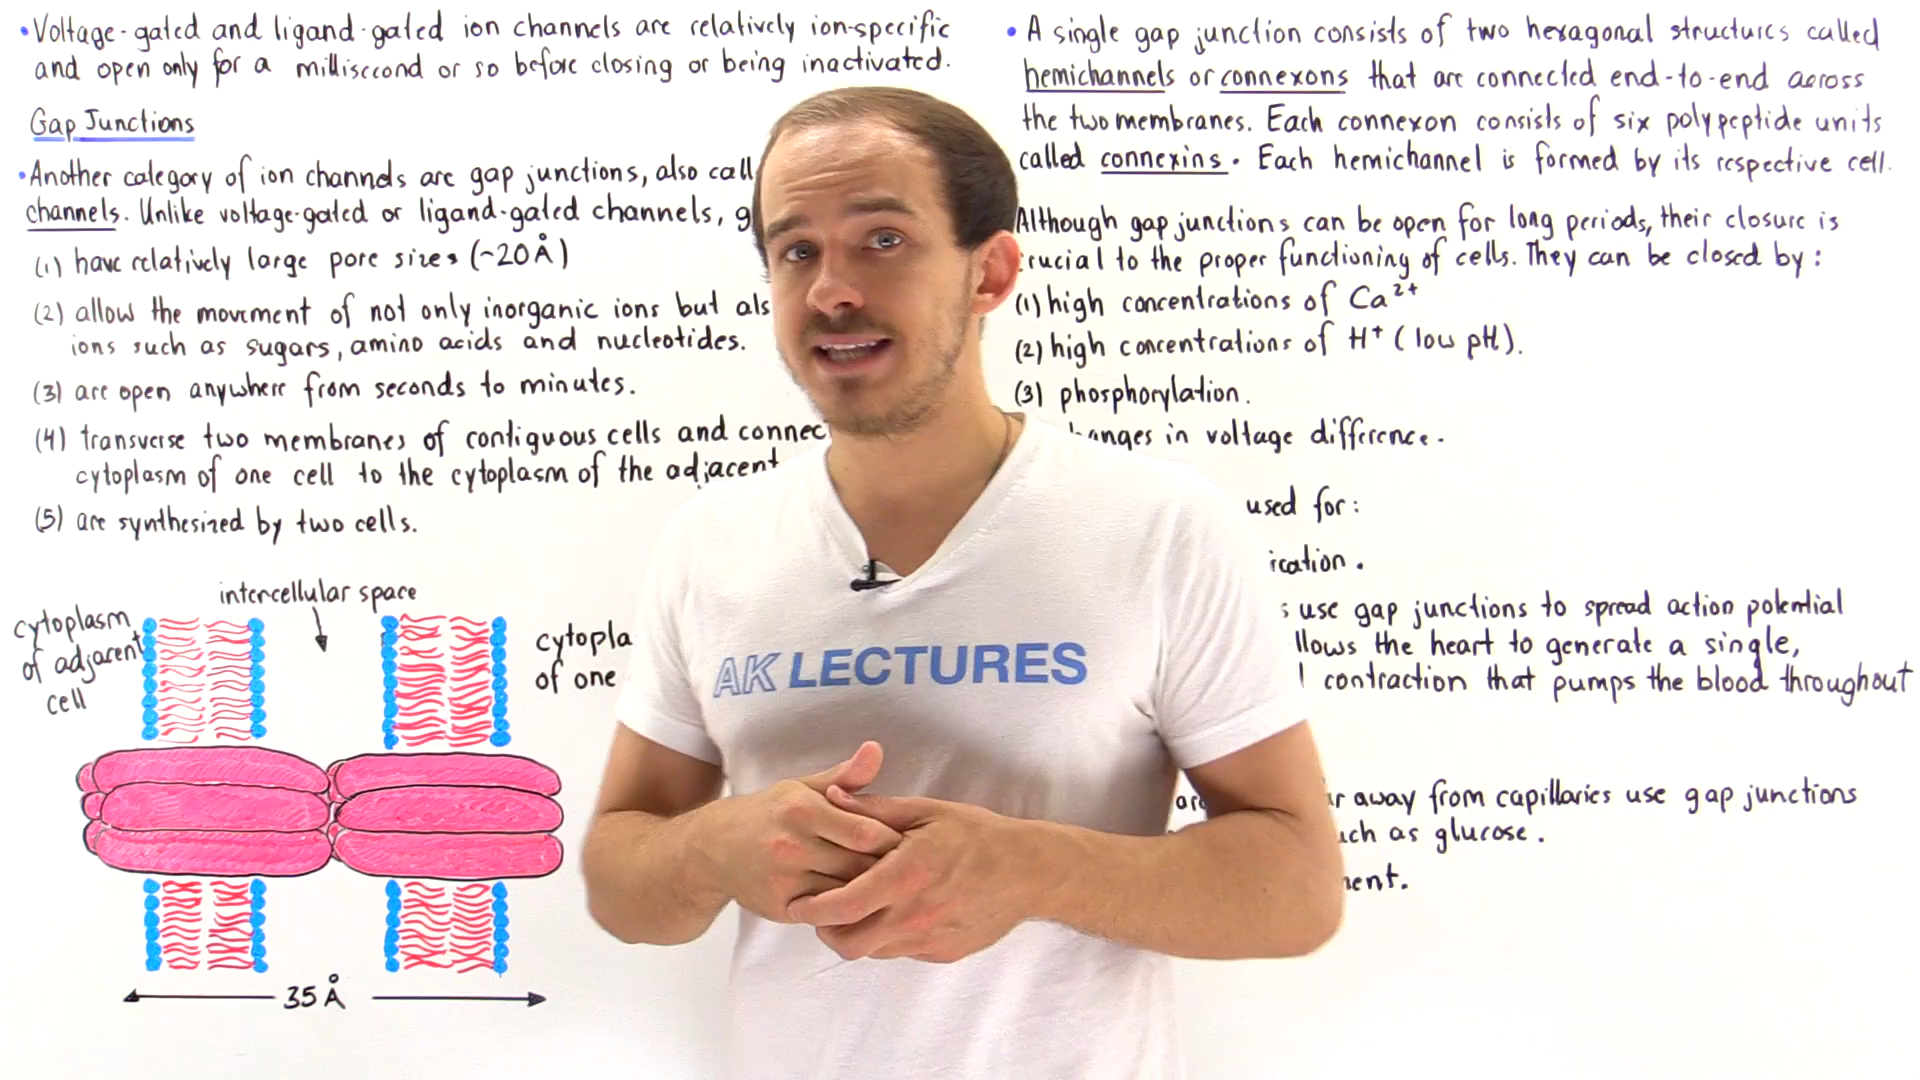 • Voltage-gated and ligand-gated ion channels are relatively ion-specific
and open only for a millisecond or so before closing or being inactivated.
Gap Junctions
• Another category of ion channels are gap junctions, also call
channels. Unlike voltage-gated or ligand-gated channels, g
(1) have relatively large pore sizes (~20Å)
(2) allow the movement of not only inorganic ions but als
ions such as sugars, amino acids and nucleotides.
(3) are open anywhere from seconds to minutes.
(4) transverse two membranes of contiguous cells and connec
cytoplasm of one cell to the cytoplasm of the adjacent
(5) are synthesized by two cells.
intercellular space
cytoplasm
of adjacent
cell
cytopla
of one
35 Å
• A single gap junction consists of two hexagonal structures called
hemichannels or connexons that are connected end-to-end across
the two membranes. Each connexon consists of six polypeptide units
called connexins. Each hemichannel is formed by its respective cell.
Although gap junctions can be open for long periods, their closure is
rucial to the proper functioning of cells. They can be closed by:
(1) high concentrations of Ca²⁺
(2) high concentrations of H⁺ (low pH).
(3) phosphorylation.
hanges in voltage difference.
used for:
ication.
s use gap junctions to spread action potential
llows the heart to generate a single,
l contraction that pumps the blood throughout
ar away from capillaries use gap junctions
uch as glucose.
ment.
AK LECTURES